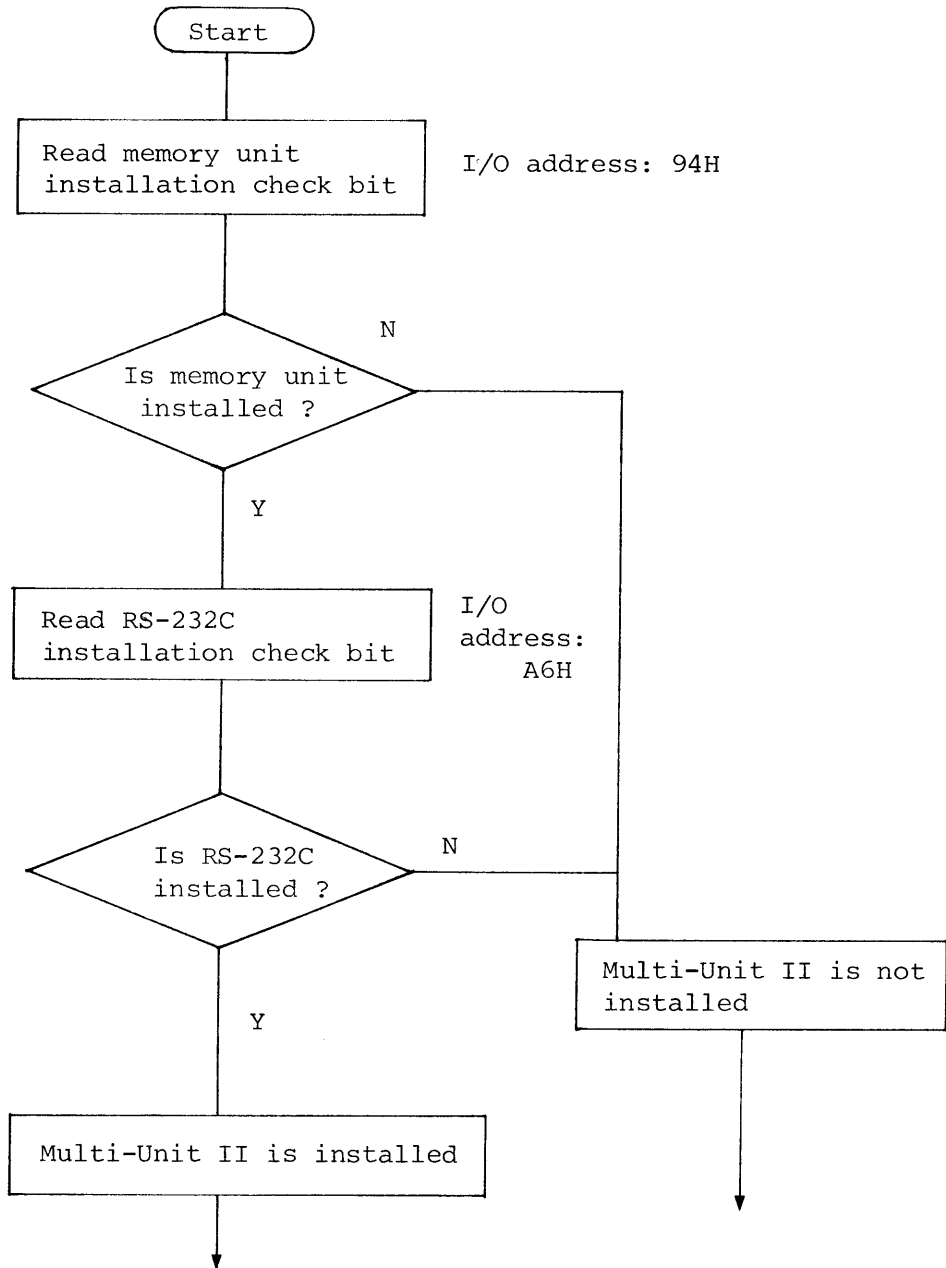 Start
Read memory unit
installation check bit
I/O address: 94H
N
Is memory unit
installed ?
Y
Read RS-232C
installation check bit
I/O
address:
A6H
Is RS-232C
installed ?
N
Multi-Unit II is not
installed
Y
Multi-Unit II is installed